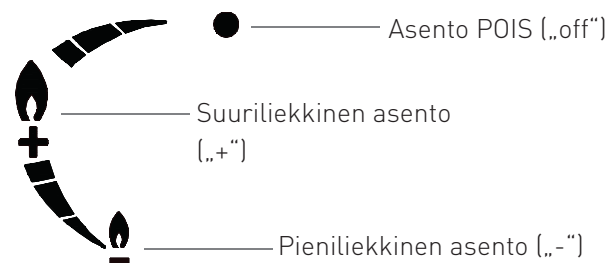 Asento POIS („off“)
Suuriliekkinen asento
(„+“)
Pieniliekkinen asento („-“)